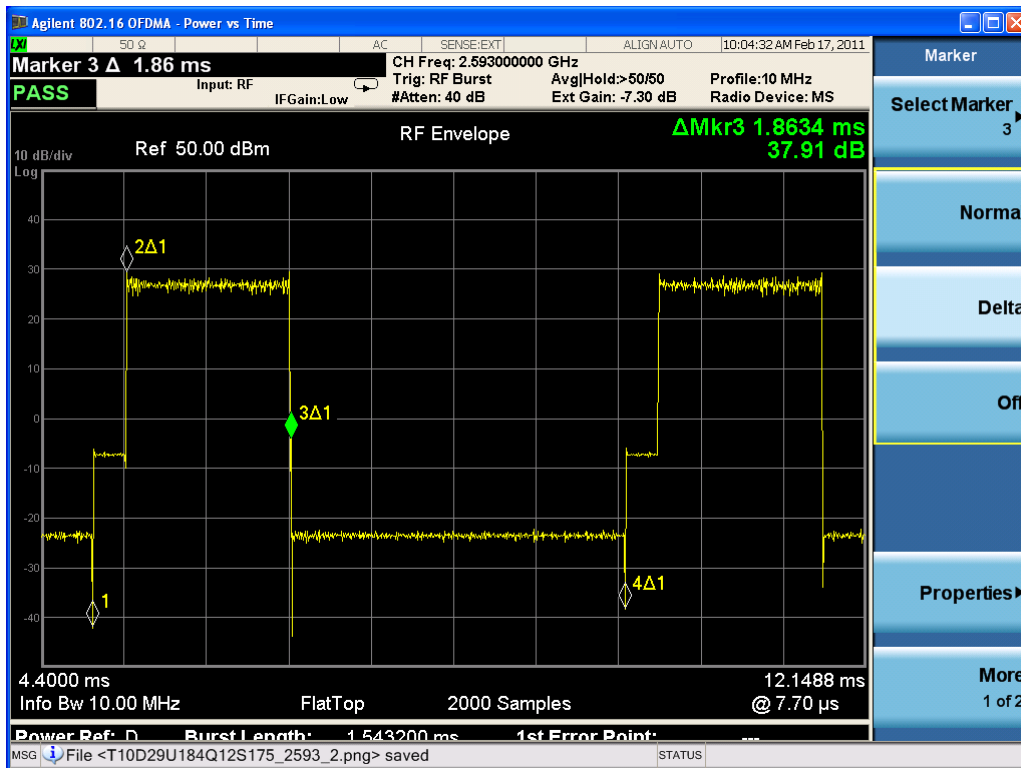 Agilent 802.16 OFDMA - Power vs Time
LXI 50 Ω AC SENSE:EXT ALIGN AUTO 10:04:32 AM Feb 17, 2011
Marker 3 Δ 1.86 ms
PASS
Input: RF
IFGain:Low
CH Freq: 2.593000000 GHz
Trig: RF Burst Avg|Hold:>50/50 Profile:10 MHz
#Atten: 40 dB Ext Gain: -7.30 dB Radio Device: MS
ΔMkr3 1.8634 ms
37.91 dB
RF Envelope
10 dB/div Ref 50.00 dBm
Log
40
30
20
10
0
-10
-20
-30
-40
2Δ1
3Δ1
1
4Δ1
4.4000 ms 12.1488 ms
Info Bw 10.00 MHz FlatTop 2000 Samples @ 7.70 µs
Power Ref: D Burst Length: 1.543200 ms 1st Error Point: ---
MSG File <T10D29U184Q12S175_2593_2.png> saved STATUS
Marker
Select Marker
3
Norma
Delta
Off
Properties
More
1 of 2